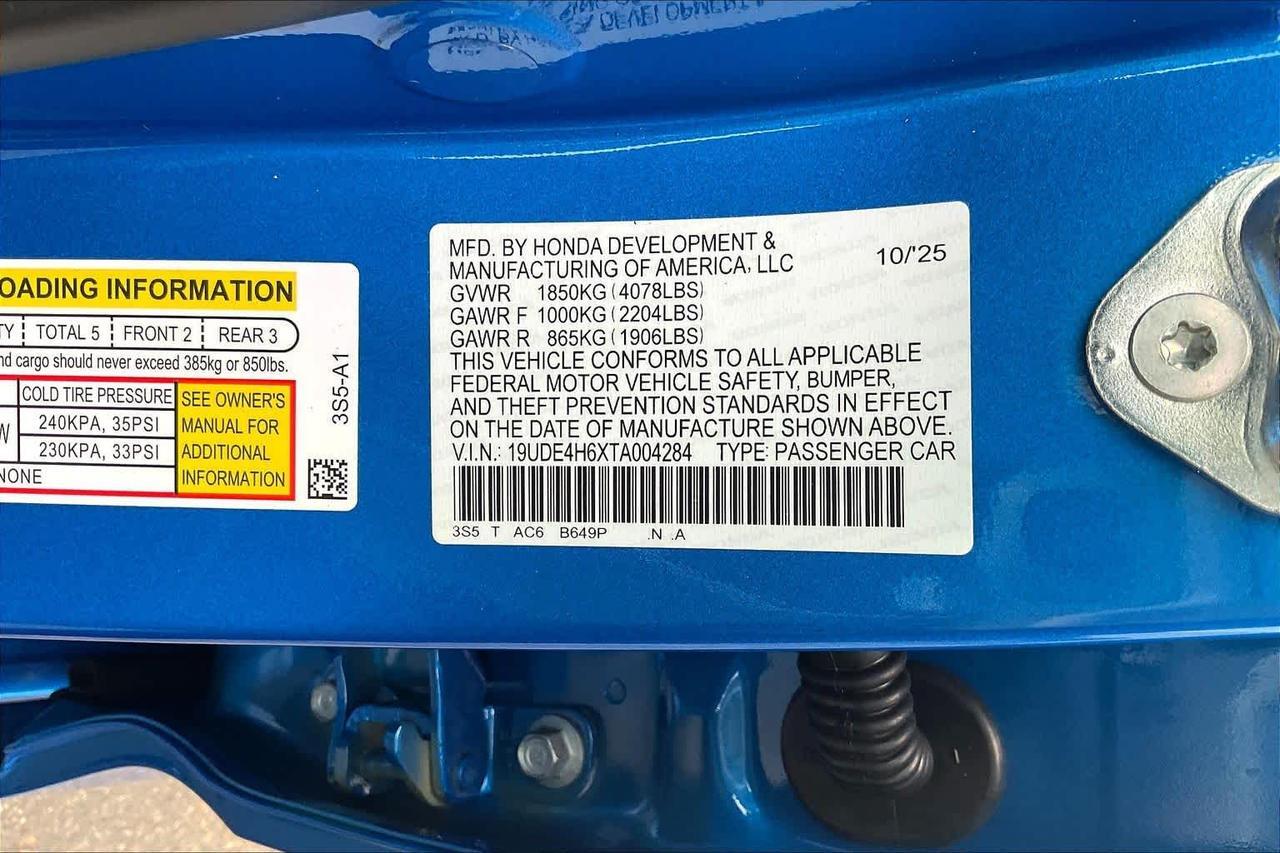 OADING INFORMATION
TY TOTAL 5 FRONT 2 REAR 3
nd cargo should never exceed 385kg or 850lbs.
COLD TIRE PRESSURE
W 240KPA, 35PSI
230KPA, 33PSI
NONE
SEE OWNER'S
MANUAL FOR
ADDITIONAL
INFORMATION
3S5-A1
MFD. BY HONDA DEVELOPMENT &
MANUFACTURING OF AMERICA, LLC 10/'25
GVWR 1850KG (4078LBS)
GAWR F 1000KG (2204LBS)
GAWR R 865KG (1906LBS)
THIS VEHICLE CONFORMS TO ALL APPLICABLE
FEDERAL MOTOR VEHICLE SAFETY, BUMPER,
AND THEFT PREVENTION STANDARDS IN EFFECT
ON THE DATE OF MANUFACTURE SHOWN ABOVE.
V.I.N.: 19UDE4H6XTA004284 TYPE: PASSENGER CAR
3S5 T AC6 B649P .N .A